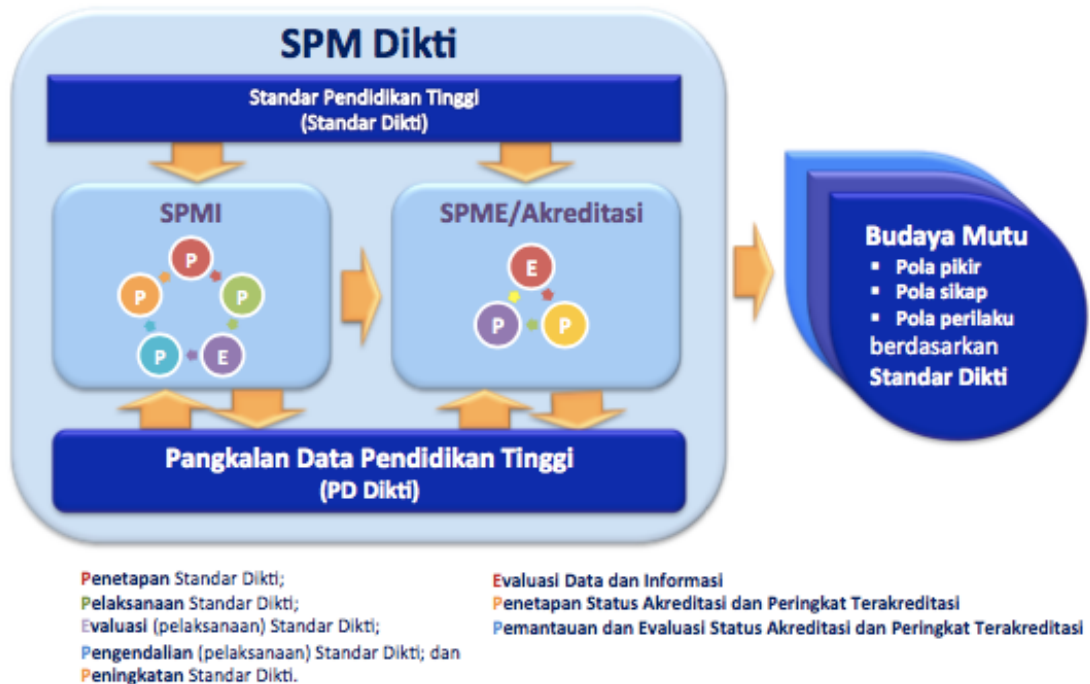 SPM Dikti
Standar Pendidikan Tinggi
(Standar Dikti)
SPMI
P
P
P
P
E
SPME/Akreditasi
E
P
P
Budaya Mutu
▪ Pola pikir
▪ Pola sikap
▪ Pola perilaku
berdasarkan
Standar Dikti
Pangkalan Data Pendidikan Tinggi
(PD Dikti)
Penetapan Standar Dikti;
Pelaksanaan Standar Dikti;
Evaluasi (pelaksanaan) Standar Dikti;
Pengendalian (pelaksanaan) Standar Dikti; dan
Peningkatan Standar Dikti.
Evaluasi Data dan Informasi
Penetapan Status Akreditasi dan Peringkat Terakreditasi
Pemantauan dan Evaluasi Status Akreditasi dan Peringkat Terakreditasi